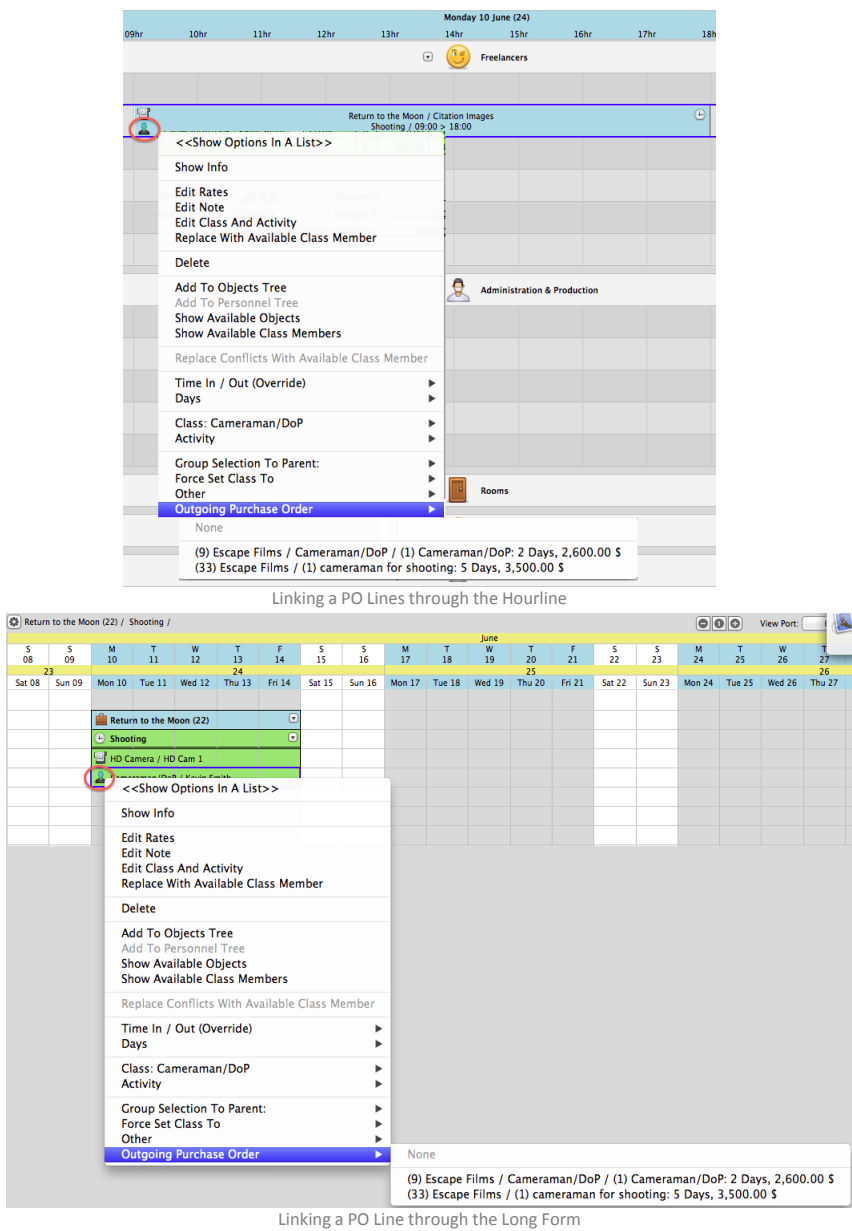 Monday 10 June (24)
09hr 10hr 11hr 12hr 13hr 14hr 15hr 16hr 17hr 18h
Freelancers
Return to the Moon / Citation Images
Shooting / 09:00 > 18:00
<<Show Options In A List>>
Show Info
Edit Rates
Edit Note
Edit Class And Activity
Replace With Available Class Member
Delete
Add To Objects Tree
Administration & Production
Add To Personnel Tree
Show Available Objects
Show Available Class Members
Replace Conflicts With Available Class Member
Time In / Out (Override)
Days
Class: Cameraman/DoP
Activity
Group Selection To Parent:
Force Set Class To
Other
Rooms
Outgoing Purchase Order
None
(9) Escape Films / Cameraman/DoP / (1) Cameraman/DoP: 2 Days, 2,600.00 $
(33) Escape Films / (1) cameraman for shooting: 5 Days, 3,500.00 $
Linking a PO Lines through the Hourline
Return to the Moon (22) / Shooting / View Port:
June
S S M T W T F S S M T W T F S S M T W T
08 09 10 11 12 13 14 15 16 17 18 19 20 21 22 23 24 25 26 27
23 24 25 26
Sat 08 Sun 09 Mon 10 Tue 11 Wed 12 Thu 13 Fri 14 Sat 15 Sun 16 Mon 17 Tue 18 Wed 19 Thu 20 Fri 21 Sat 22 Sun 23 Mon 24 Tue 25 Wed 26 Thu 27
Return to the Moon (22)
Shooting
HD Camera / HD Cam 1
Cameraman/DoP / Kevin Smith
<<Show Options In A List>>
Show Info
Edit Rates
Edit Note
Edit Class And Activity
Replace With Available Class Member
Delete
Add To Objects Tree
Add To Personnel Tree
Show Available Objects
Show Available Class Members
Replace Conflicts With Available Class Member
Time In / Out (Override)
Days
Class: Cameraman/DoP
Activity
Group Selection To Parent:
Force Set Class To
Other
Outgoing Purchase Order
None
(9) Escape Films / Cameraman/DoP / (1) Cameraman/DoP: 2 Days, 2,600.00 $
(33) Escape Films / (1) cameraman for shooting: 5 Days, 3,500.00 $
Linking a PO Line through the Long Form